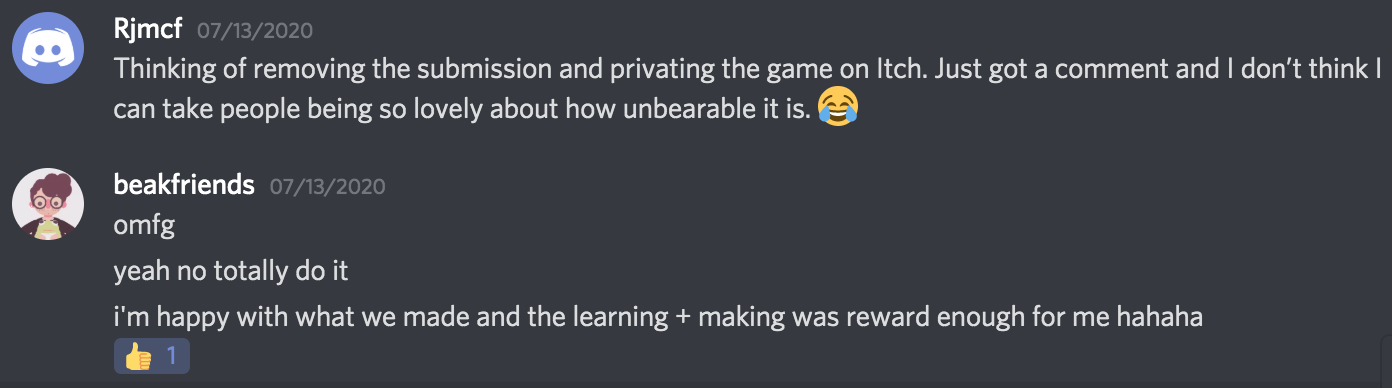 Rjmcf 07/13/2020
Thinking of removing the submission and privating the game on Itch. Just got a comment and I don’t think I
can take people being so lovely about how unbearable it is. 😂
beakfriends 07/13/2020
omfg
yeah no totally do it
i'm happy with what we made and the learning + making was reward enough for me hahaha
👍 1